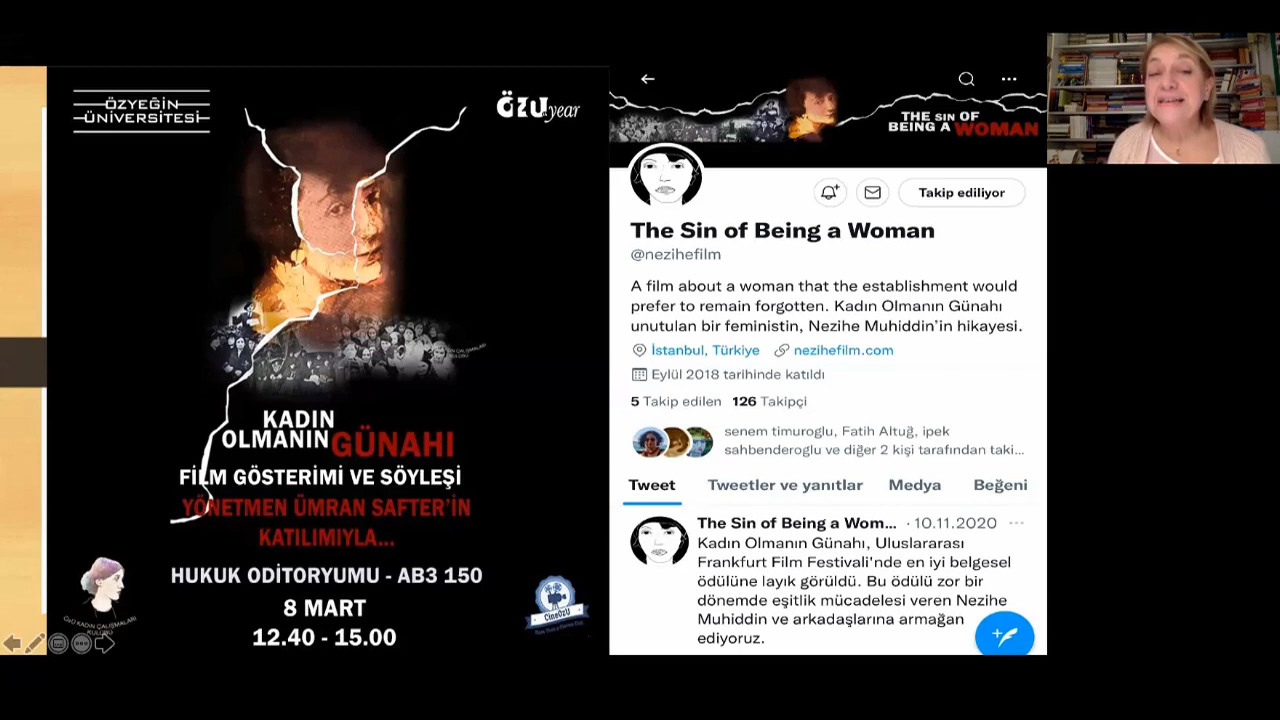 ÖZYEĞİN
ÜNİVERSİTESİ
ÖZU year
KADIN
OLMANIN GÜNAHI
FİLM GÖSTERİMİ VE SÖYLEŞİ
YÖNETMEN ÜMRAN SAFTER'İN
KATILIMIYLA...
HUKUK ODİTORYUMU - AB3 150
8 MART
12.40 - 15.00
ÖZÜ KADIN ÇALIŞMALARI
KULÜBÜ
CineÖzÜ
THE SIN OF
BEING A WOMAN
Takip ediliyor
The Sin of Being a Woman
@nezihefilm
A film about a woman that the establishment would
prefer to remain forgotten. Kadın Olmanın Günahı
unutulan bir feministin, Nezihe Muhiddin'in hikayesi.
İstanbul, Türkiye nezihefilm.com
Eylül 2018 tarihinde katıldı
5 Takip edilen 126 Takipçi
senem timuroglu, Fatih Altuğ, ipek
sahbenderoglu ve diğer 2 kişi tarafından taki...
Tweet Tweetler ve yanıtlar Medya Beğeni
The Sin of Being a Wom... · 10.11.2020
Kadın Olmanın Günahı, Uluslararası
Frankfurt Film Festivali'nde en iyi belgesel
ödülüne layık görüldü. Bu ödülü zor bir
dönemde eşitlik mücadelesi veren Nezihe
Muhiddin ve arkadaşlarına armağan
ediyoruz.